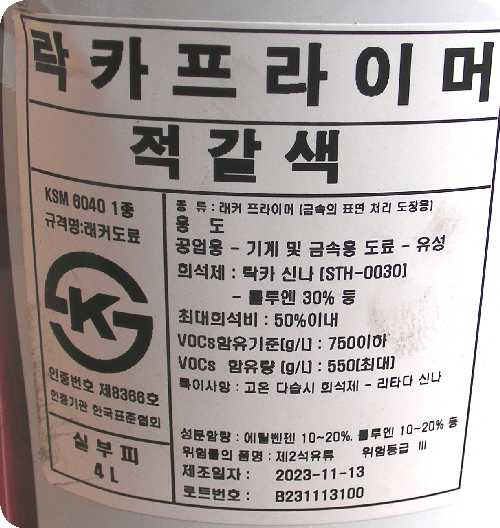 락카프라이머
적갈색
KSM 6040 1종
규격명:래커도료
K
인증번호 제8366호
인증기관 한국표준협회
실부피
4L
종 류 : 래커 프라이머 (금속의 표면 처리 도장용)
용 도
공업용 - 기계 및 금속용 도료 - 유성
희석제 : 락카 신나 (STH-0030)
- 톨루엔 30% 등
최대희석비 : 50%이내
VOCs함유기준(g/L) : 750이하
VOCs 함유량(g/L) : 550(최대)
특이사항 : 고온 다습시 희석제 - 리타다 신나
성분함량 : 에틸벤젠 10~20%, 톨루엔 10~20% 등
위험물의 품명 : 제2석유류 위험등급 III
제조일자 : 2023-11-13
로트번호 : B231113100